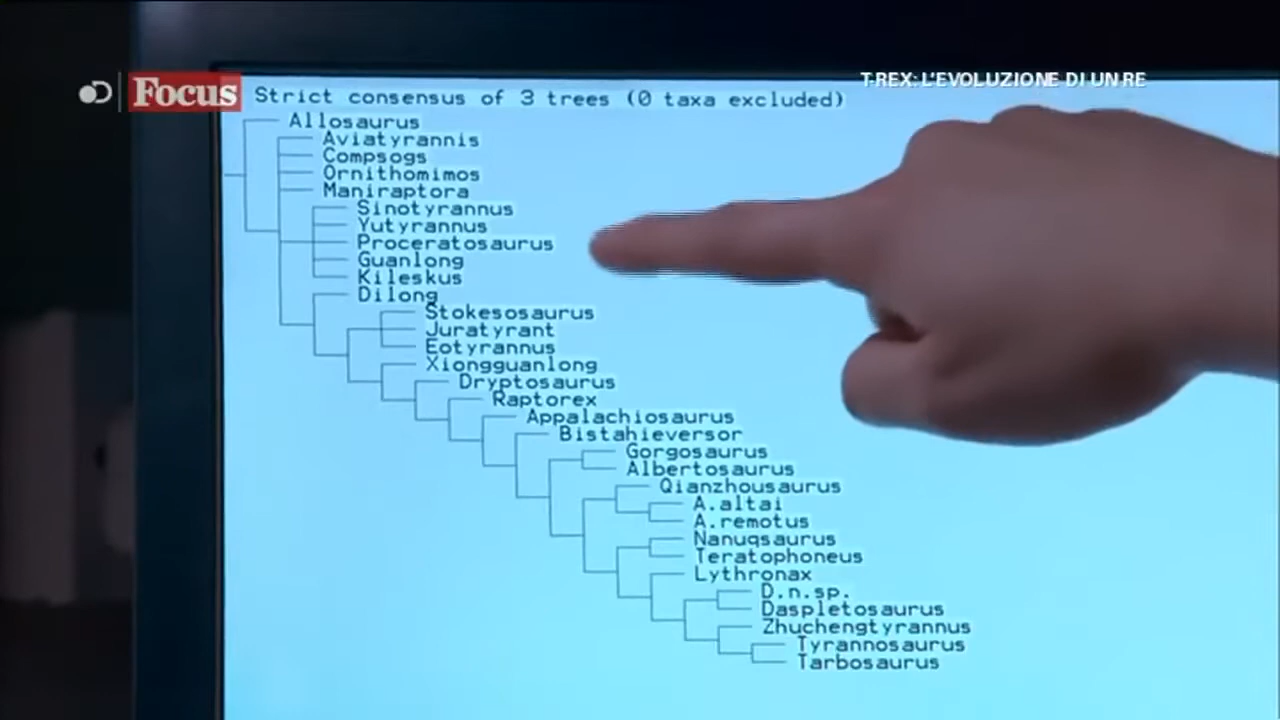 Focus
T-REX: L'EVOLUZIONE DI UN RE
Strict consensus of 3 trees (0 taxa excluded)
Allosaurus
Aviatyrannis
Compsogs
Ornithomimos
Maniraptora
Sinotyrannus
Yutyrannus
Proceratosaurus
Guanlong
Kileskus
Dilong
Stokesosaurus
Juratyrant
Eotyrannus
Xiongguanlong
Dryptosaurus
Raptorex
Appalachiosaurus
Bistahieversor
Gorgosaurus
Albertosaurus
Qianzhousaurus
A.altai
A.remotus
Nanuqsaurus
Teratophoneus
Lythronax
D.n.sp.
Daspletosaurus
Zhuchengtyrannus
Tyrannosaurus
Tarbosaurus